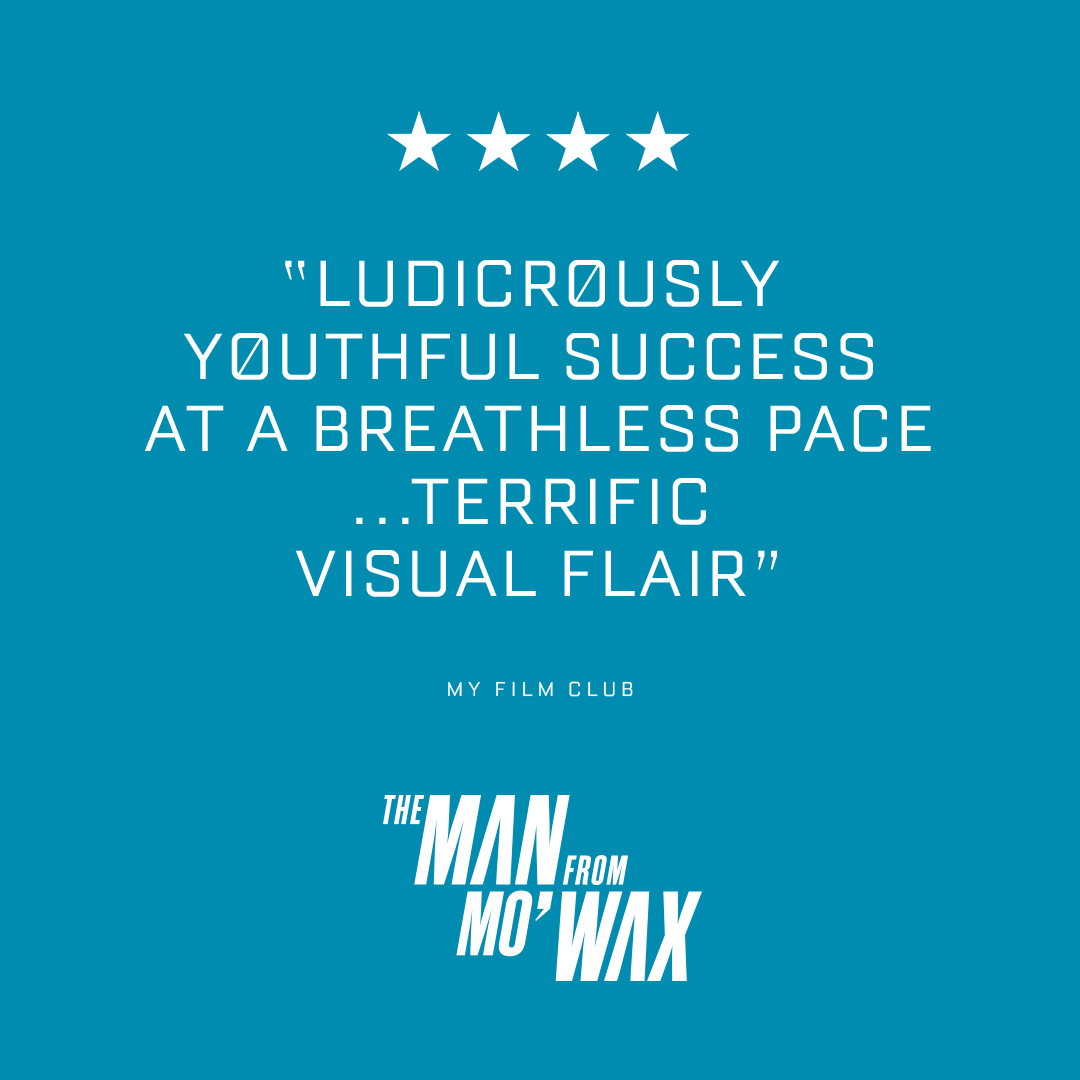 ★★★★
"LUDICRØUSLY
YØUTHFUL SUCCESS
AT A BREATHLESS PACE
...TERRIFIC
VISUAL FLAIR"
MY FILM CLUB
THE MAN FROM
MO'WAX